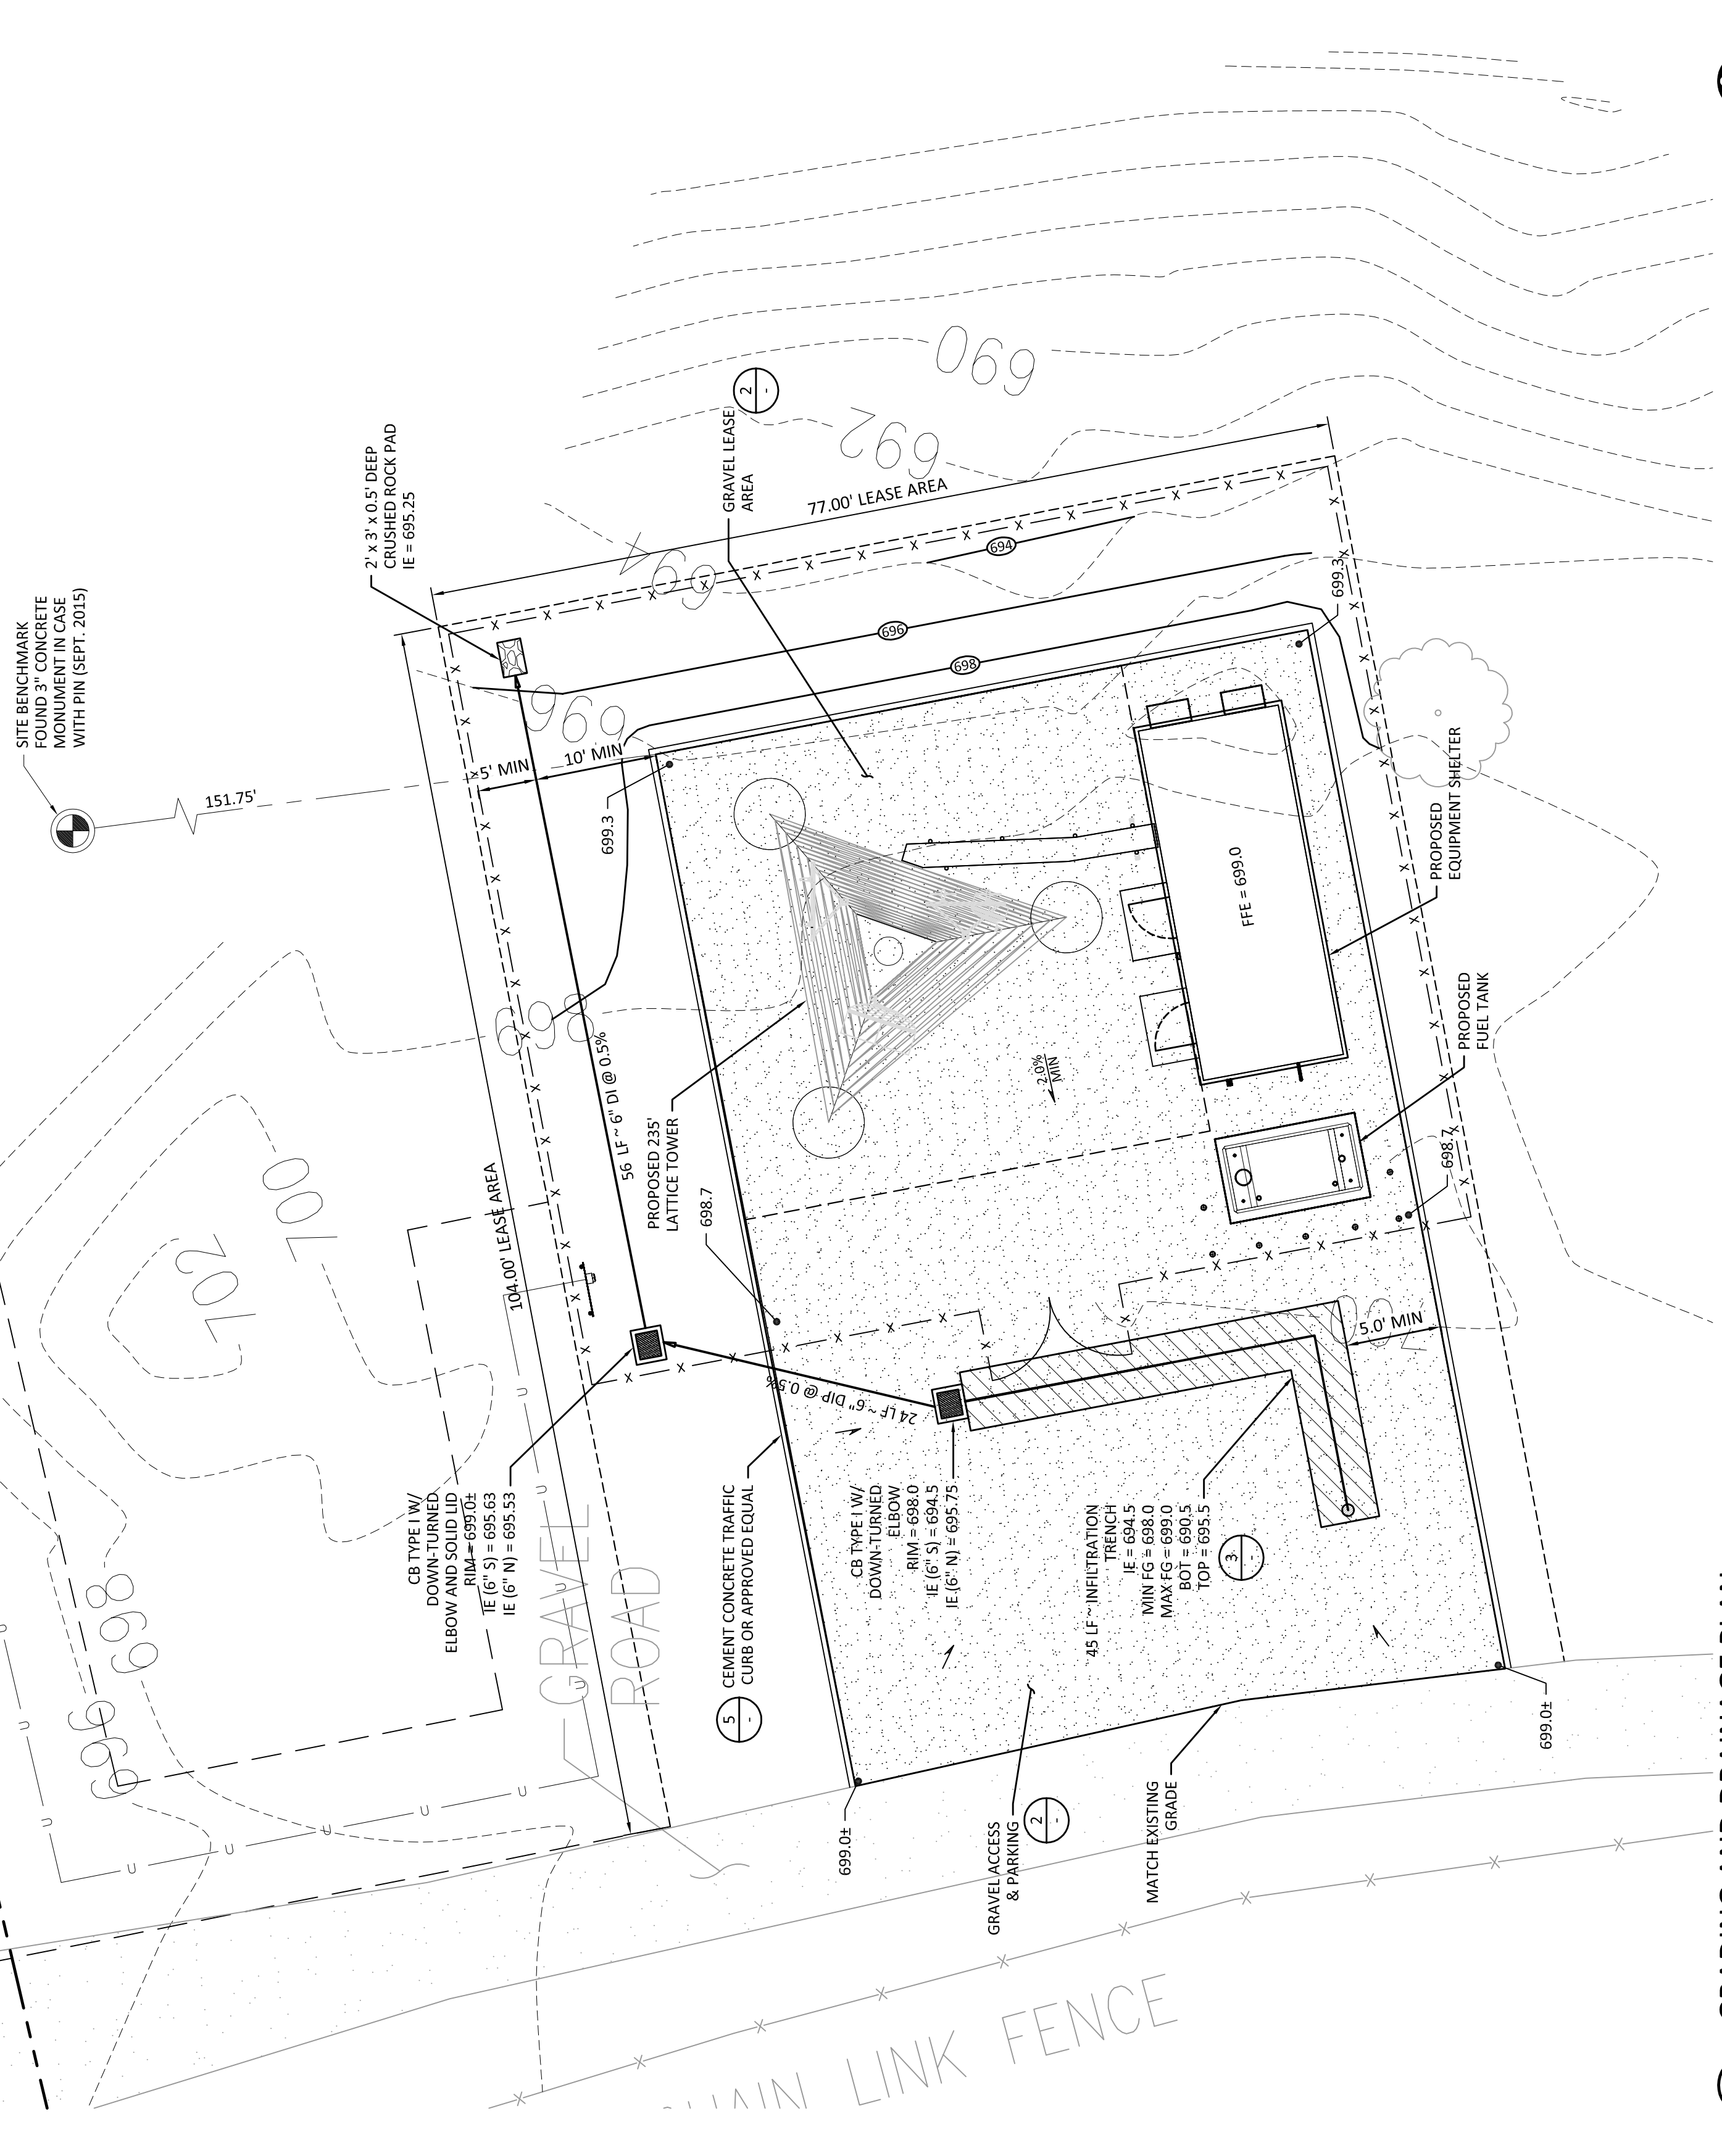 SITE BENCHMARK
FOUND 3" CONCRETE
MONUMENT IN CASE
WITH PIN (SEPT. 2015)
151.75'
2' x 3' x 0.5' DEEP
CRUSHED ROCK PAD
IE = 695.25
GRAVEL LEASE
AREA
2
-
690
692
694
696
698
700
702
698
696
700
77.00' LEASE AREA
694
696
698
5' MIN
10' MIN
699.3
699.3
104.00' LEASE AREA
56 LF ~ 6" DI @ 0.5%
PROPOSED 235'
LATTICE TOWER
698.7
2.0%
MIN
FFE = 699.0
PROPOSED
EQUIPMENT SHELTER
PROPOSED
FUEL TANK
698.7
5.0' MIN
24 LF ~ 6" DIP @ 0.5%
CB TYPE I W/
DOWN-TURNED
ELBOW AND SOLID LID
RIM = 699.0±
IE (6" S) = 695.63
IE (6" N) = 695.53
GRAVEL
ROAD
5
-
CEMENT CONCRETE TRAFFIC
CURB OR APPROVED EQUAL
CB TYPE I W/
DOWN-TURNED
ELBOW
RIM = 698.0
IE (6" S) = 694.5
IE (6" N) = 695.75
45 LF ~ INFILTRATION
TRENCH
IE = 694.5
MIN FG = 698.0
MAX FG = 699.0
BOT = 690.5
TOP = 695.5
3
-
699.0±
GRAVEL ACCESS
& PARKING
2
-
MATCH EXISTING
GRADE
699.0±
LINK FENCE